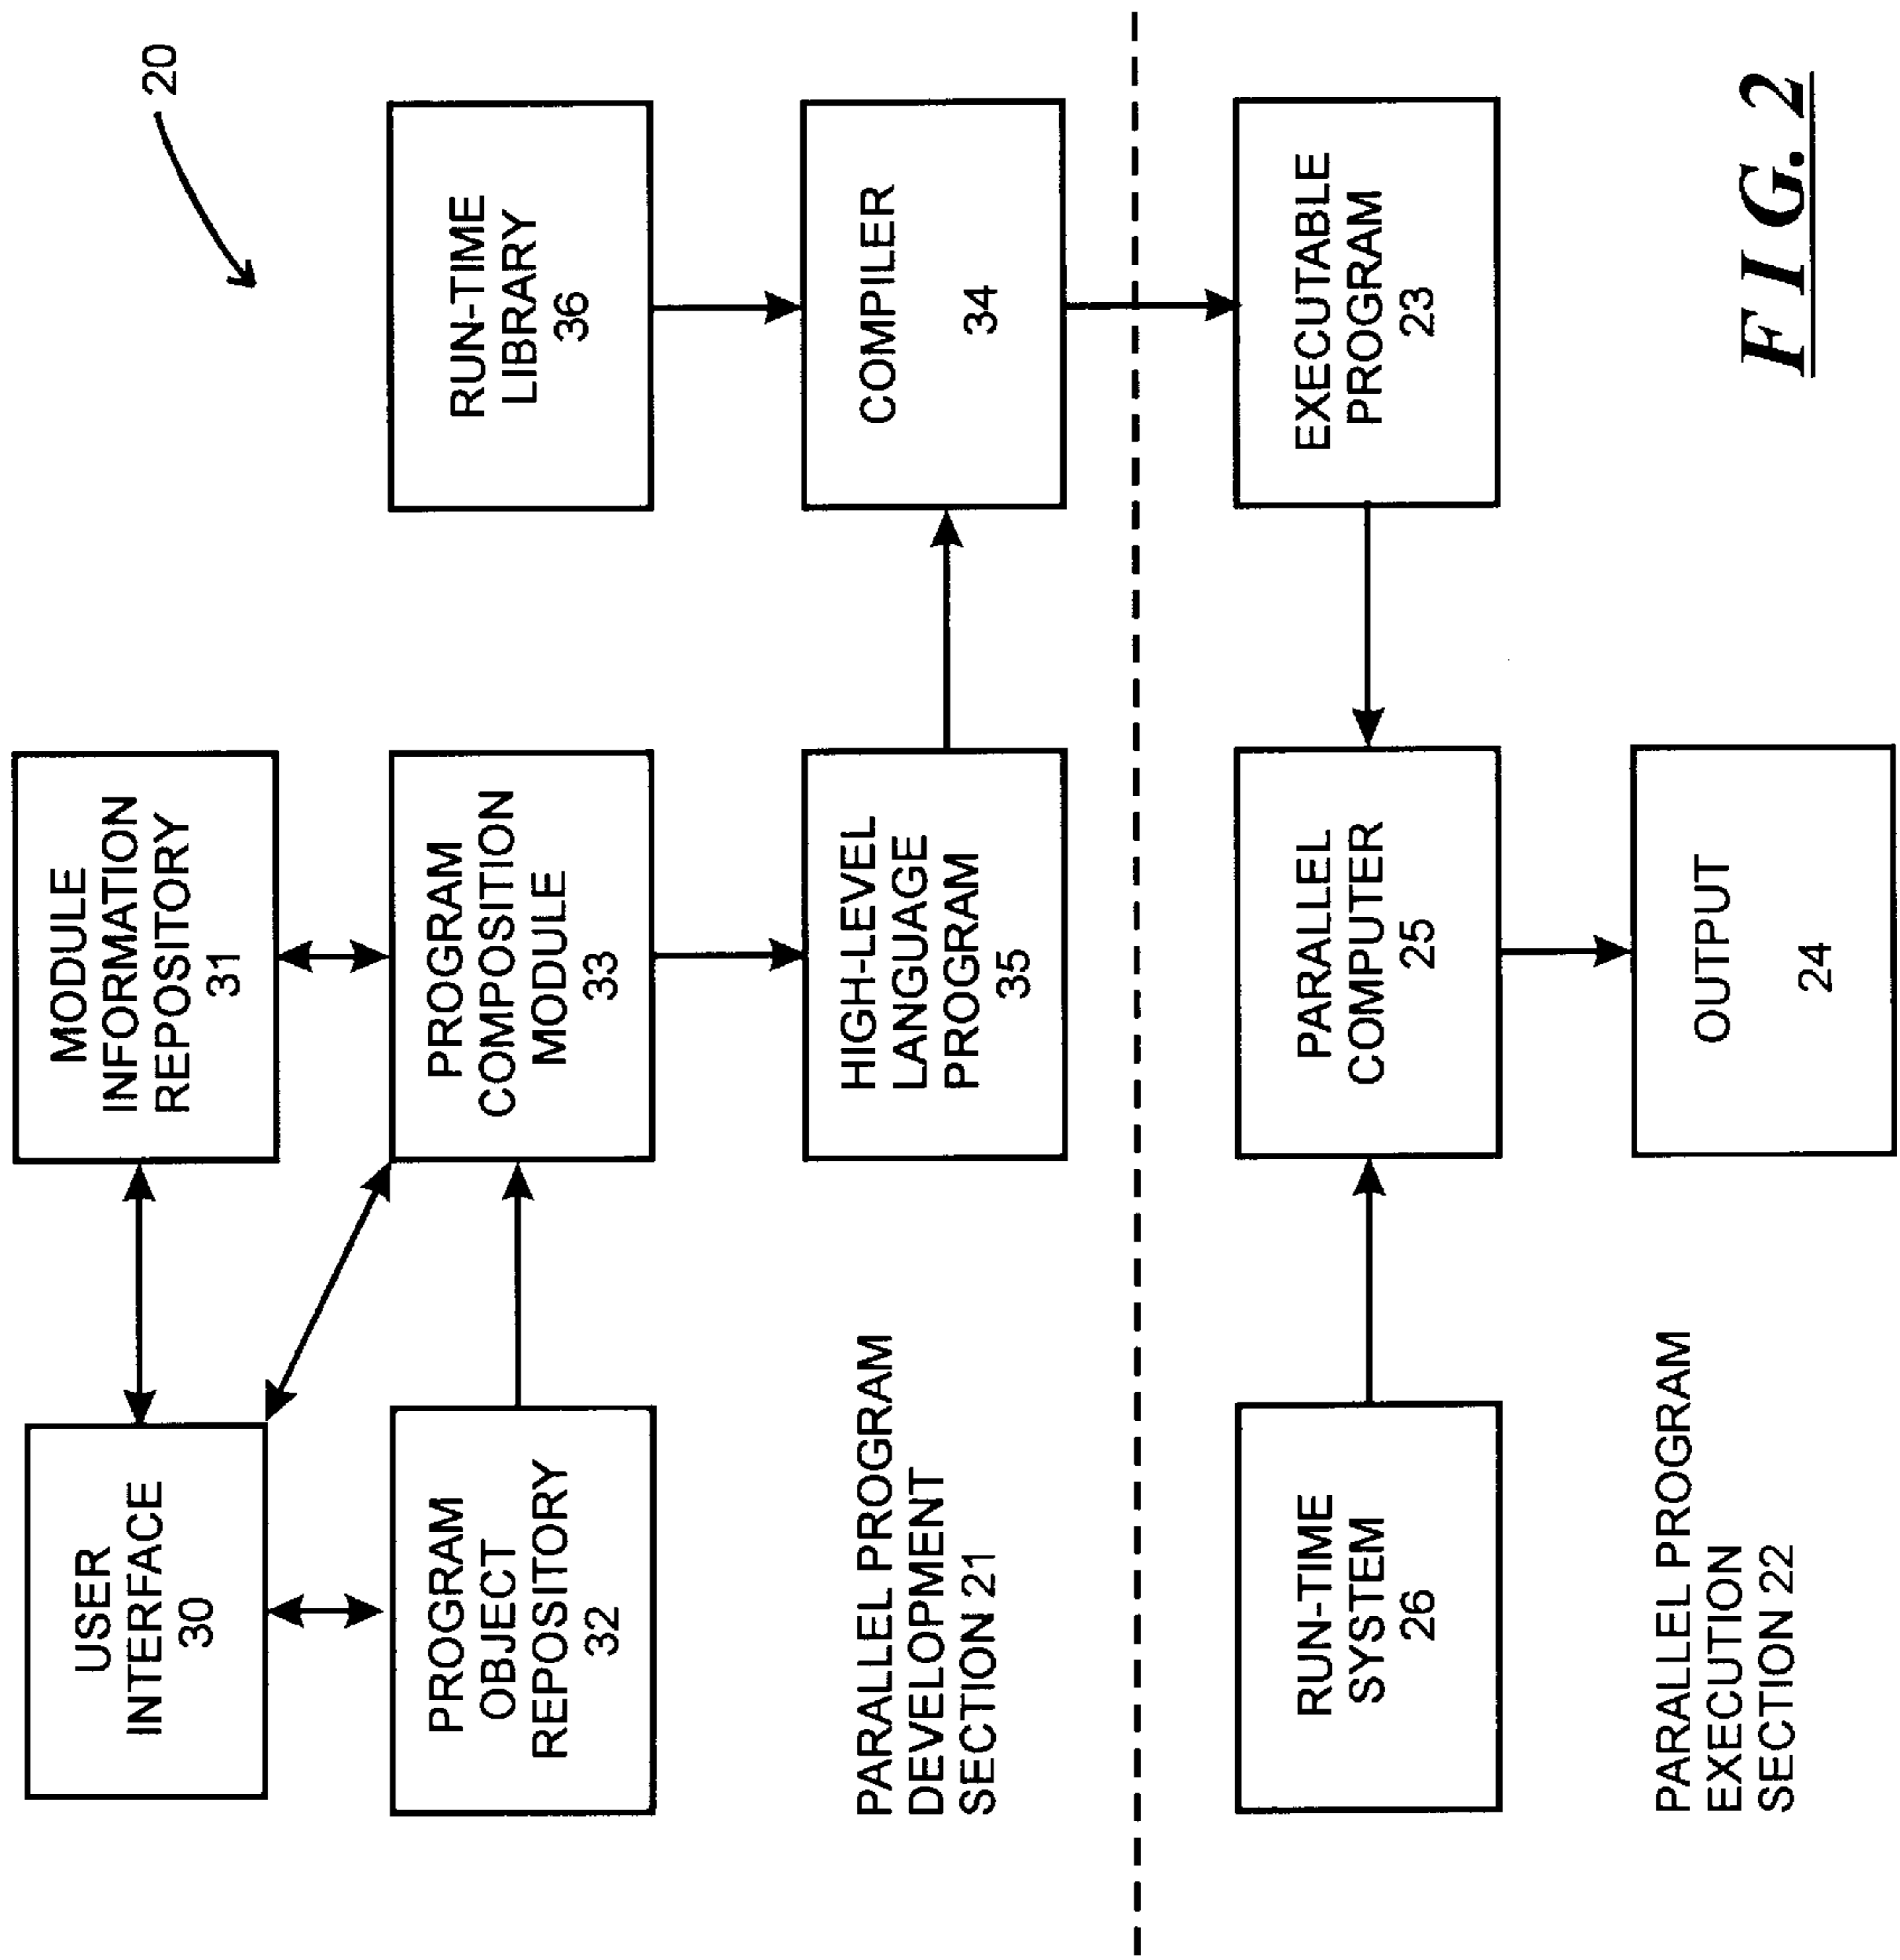 20
USER
INTERFACE
30
MODULE
INFORMATION
REPOSITORY
31
PROGRAM
OBJECT
REPOSITORY
32
PROGRAM
COMPOSITION
MODULE
33
RUN-TIME
LIBRARY
36
HIGH-LEVEL
LANGUAGE
PROGRAM
35
COMPILER
34
PARALLEL PROGRAM
DEVELOPMENT
SECTION 21
RUN-TIME
SYSTEM
26
PARALLEL
COMPUTER
25
EXECUTABLE
PROGRAM
23
PARALLEL PROGRAM
EXECUTION
SECTION 22
OUTPUT
24
FIG. 2